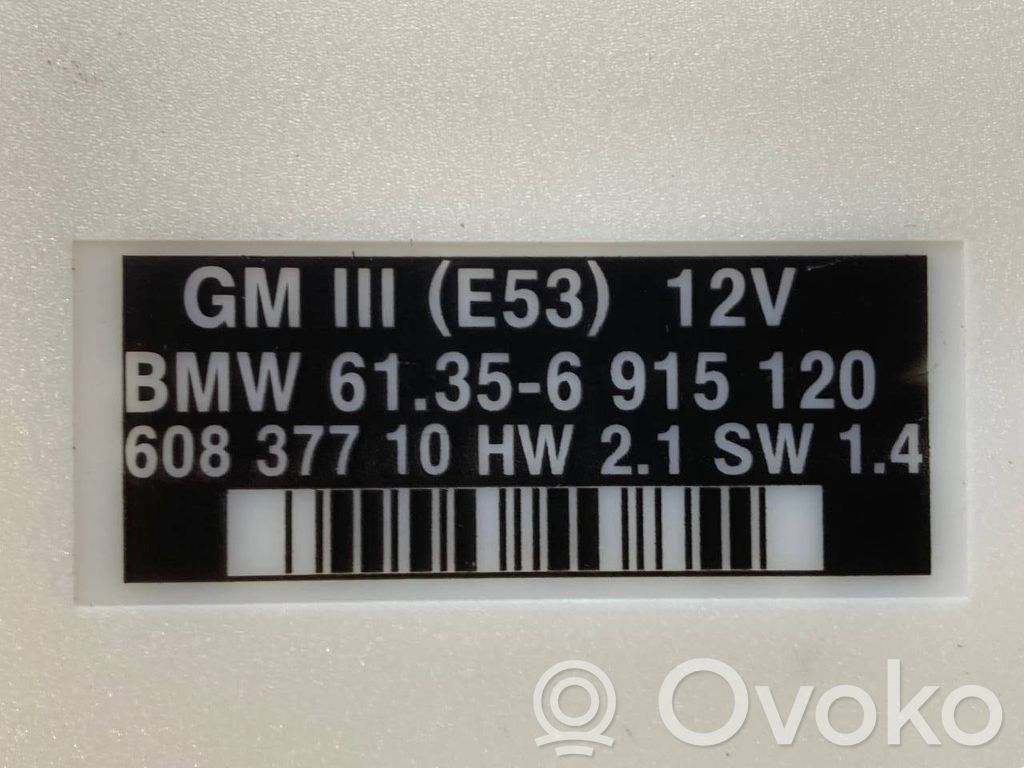 GM III (E53) 12V
BMW 61.35-6 915 120
608 377 10 HW 2.1 SW 1.4
Ovoko